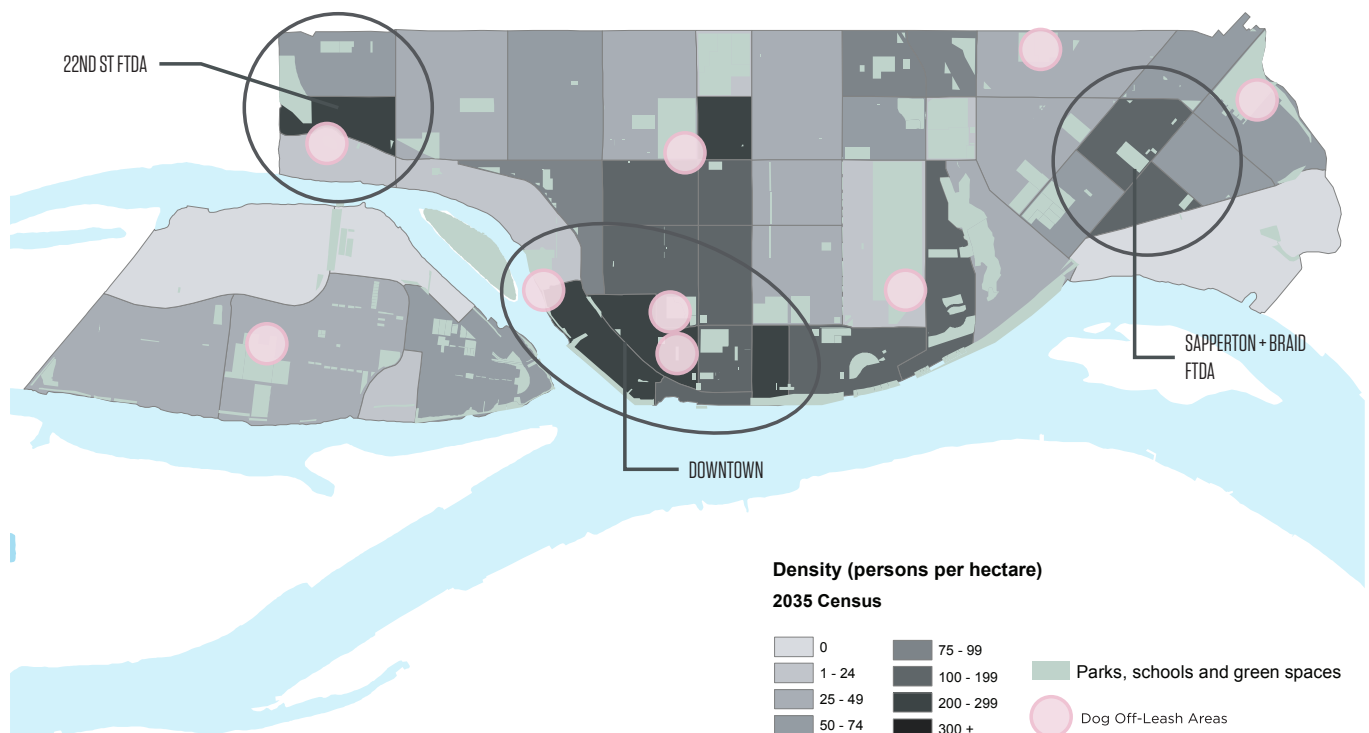 22ND ST FTDA
SAPPERTON + BRAID
FTDA
DOWNTOWN
Density (persons per hectare)
2035 Census
0
1 - 24
25 - 49
50 - 74
75 - 99
100 - 199
200 - 299
300 +
Parks, schools and green spaces
Dog Off-Leash Areas